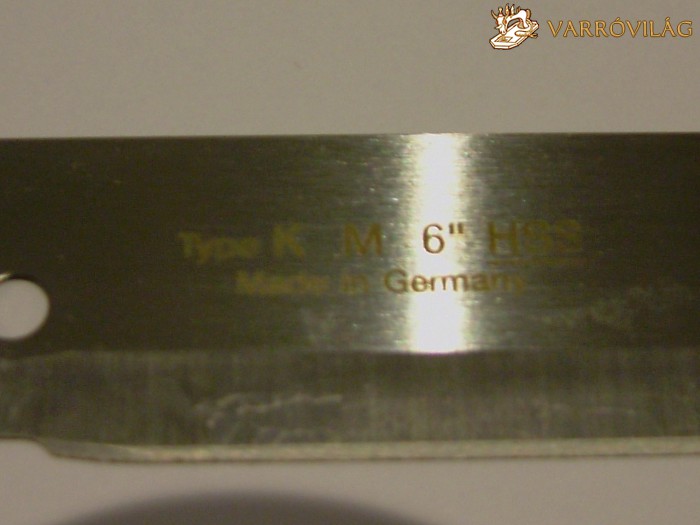 VARRÓVILÁG
Type K M 6" HSS
Made in Germany